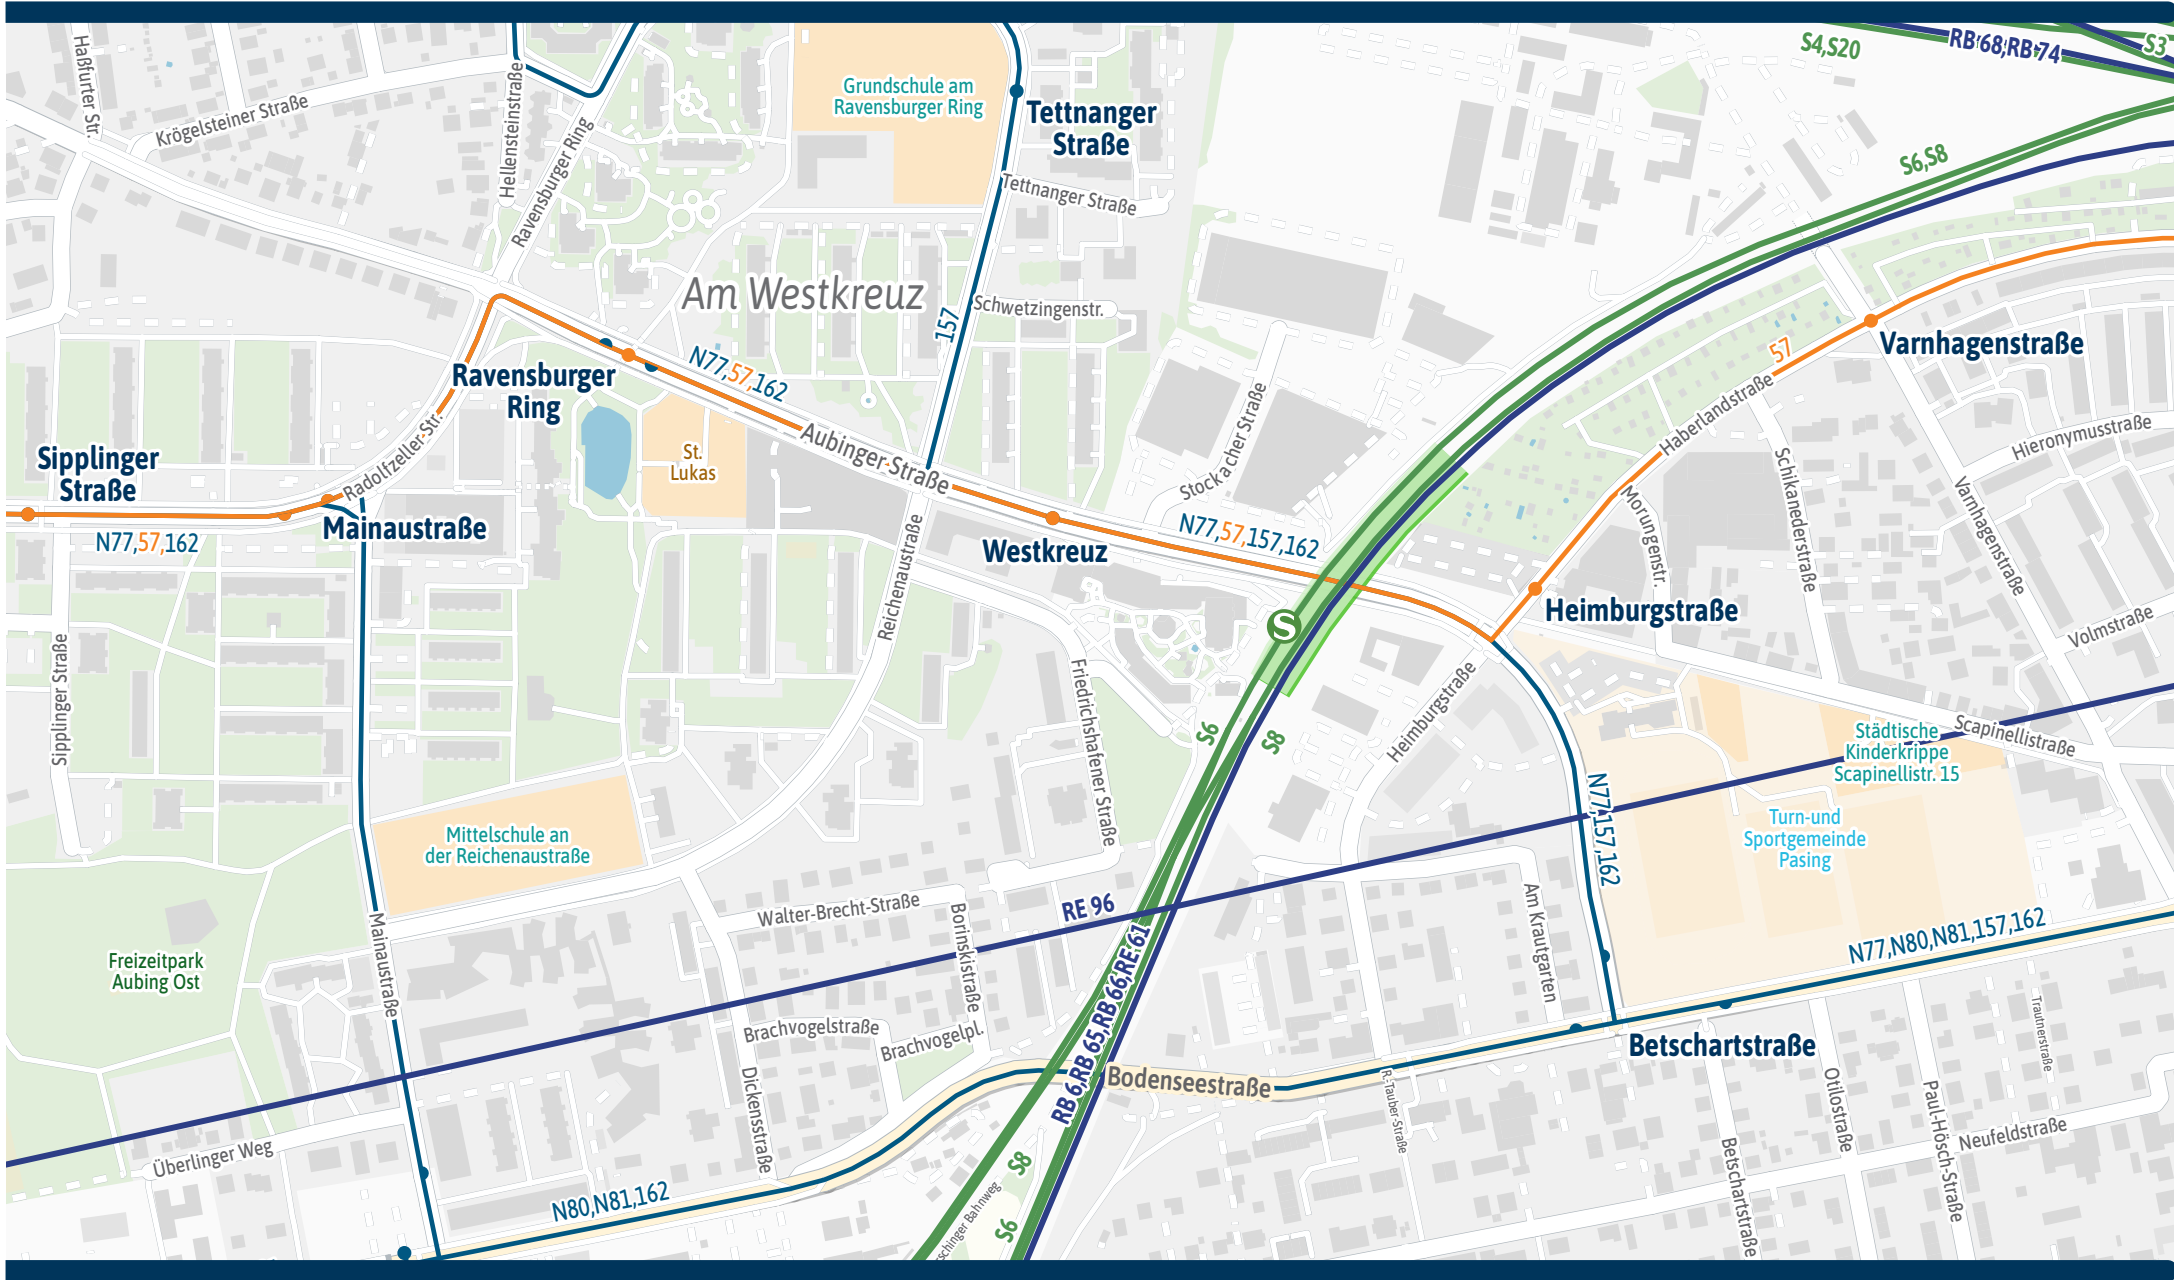 Haßfurter Str.
Krögelsteiner Straße
Hellensteinstraße
Ravensburger Ring
Grundschule am
Ravensburger Ring
Tettnanger
Straße
Tettnanger Straße
S4,S20
RB 68,RB 74
S3
S6,S8
Am Westkreuz
157
Schwetzingenstr.
Ravensburger
Ring
N77,57,162
Varnhagenstraße
57
Haberlandstraße
Hieronymusstraße
Sipplinger
Straße
Radolfzeller Str.
St.
Lukas
Aubinger Straße
Stockacher Straße
Schikanederstraße
Varnhagenstraße
Morungenstr.
Mainaustraße
N77,57,162
Reichenaustraße
Westkreuz
N77,57,157,162
S
Heimburgstraße
Volmstraße
Sipplinger Straße
Friedrichshafener Straße
Heimburgstraße
S6
S8
Scapinellistraße
Städtische
Kinderkrippe
Scapinellistr. 15
N77,157,162
Turn-und
Sportgemeinde
Pasing
Mittelschule an
der Reichenaustraße
Walter-Brecht-Straße
Borinskistraße
RE 96
Am Krautgarten
Mainaustraße
Freizeitpark
Aubing Ost
N77,N80,N81,157,162
RB 6,RB 65,RB 66,RE 61
Brachvogelstraße
Brachvogelpl.
Trautnerstraße
Betschartstraße
Dickensstraße
Bodenseestraße
R.-Tauber-Straße
Otilostraße
Paul-Hösch-Straße
Neufeldstraße
Betschartstraße
Überlinger Weg
N80,N81,162
S8
S6
Bahnweg